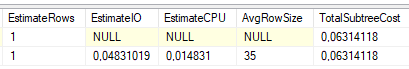 EstimateRows EstimateIO EstimateCPU AvgRowSize TotalSubtreeCost
1 NULL NULL NULL 0,06314118
1 0,04831019 0,014831 35 0,06314118